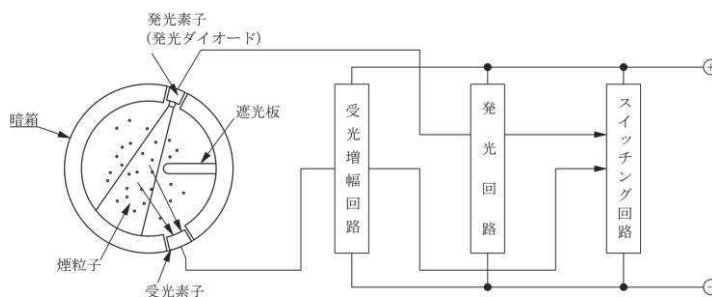 発光素子
(発光ダイオード)
暗箱
遮光板
煙粒子
受光素子
受光増幅回路
発光回路
スイッチング回路
+
−